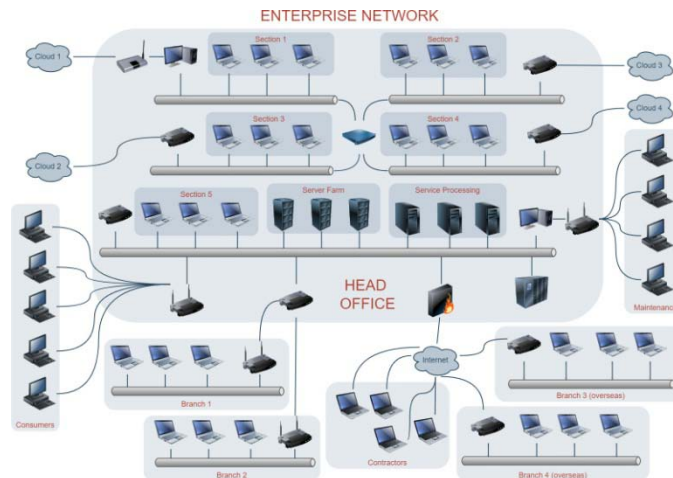 ENTERPRISE NETWORK
Cloud 1
Section 1
Section 2
Cloud 3
Section 3
Section 4
Cloud 4
Cloud 2
Section 5
Server Farm
Service Processing
HEAD
OFFICE
Maintenance
Internet
Branch 1
Branch 3 (overseas)
Consumers
Branch 2
Contractors
Branch 4 (overseas)